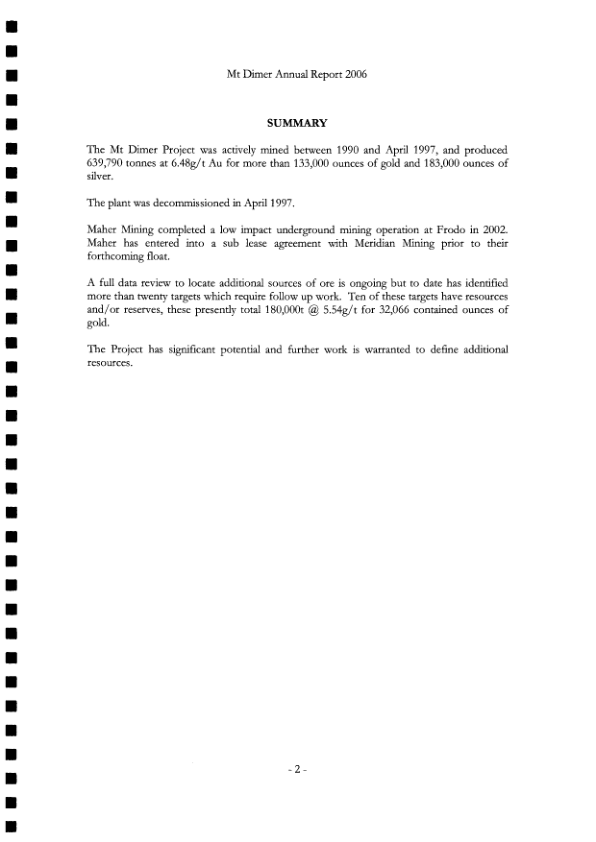 Mt Dimer Annual Report 2006
SUMMARY
The Mt Dimer Project was actively mined between 1990 and April 1997, and produced
639,790 tonnes at 6.48g/t Au for more than 133,000 ounces of gold and 183,000 ounces of
silver.
The plant was decommissioned in April 1997.
Maher Mining completed a low impact underground mining operation at Frodo in 2002.
Maher has entered into a sub lease agreement with Meridian Mining prior to their
forthcoming float.
A full data review to locate additional sources of ore is ongoing but to date has identified
more than twenty targets which require follow up work. Ten of these targets have resources
and/or reserves, these presently total 180,000t @ 5.54g/t for 32,066 contained ounces of
gold.
The Project has significant potential and further work is warranted to define additional
resources.
- 2 -